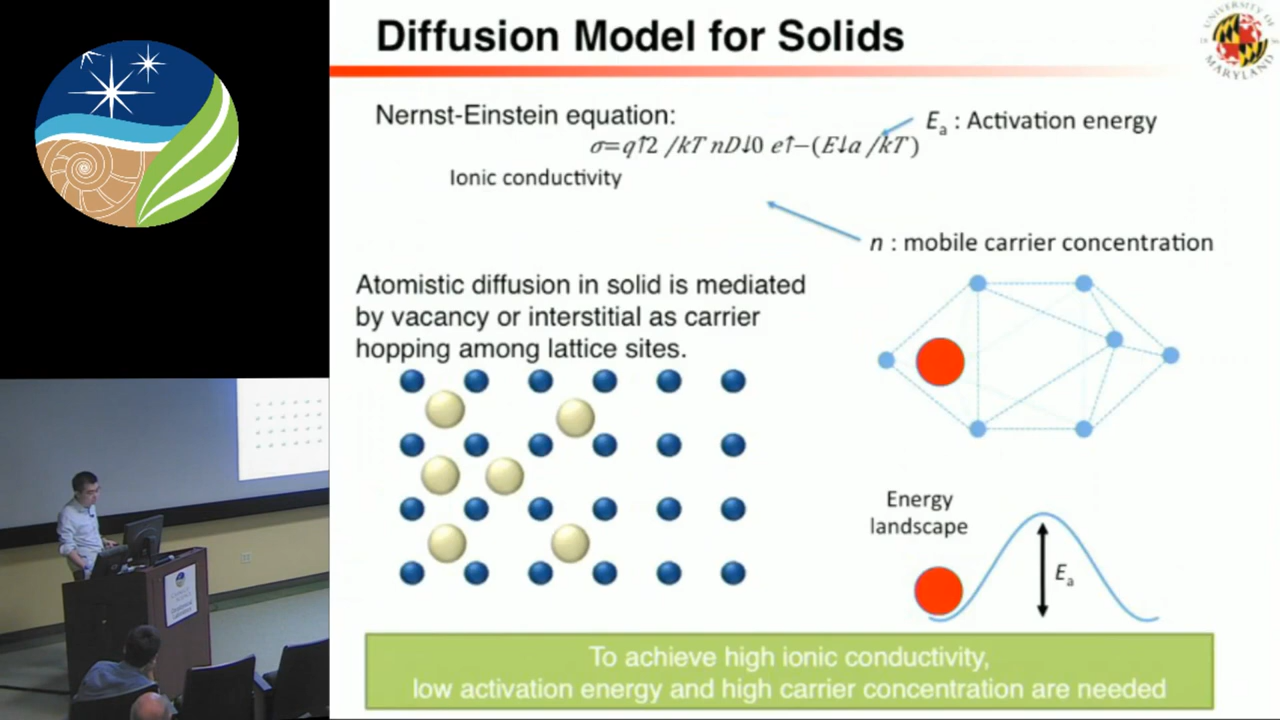 Diffusion Model for Solids
UNIVERSITY OF
MARYLAND
Nernst-Einstein equation:
Eₐ : Activation energy
σ=q↑2 /kT nD↓0 e↑−(E↓a /kT)
Ionic conductivity
n : mobile carrier concentration
Atomistic diffusion in solid is mediated
by vacancy or interstitial as carrier
hopping among lattice sites.
Energy
landscape
Eₐ
To achieve high ionic conductivity,
low activation energy and high carrier concentration are needed